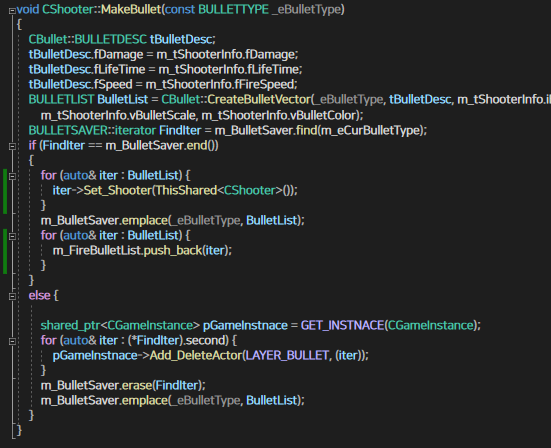 void CShooter::MakeBullet(const BULLETTYPE _eBulletType)
{
CBullet::BULLETDESC tBulletDesc;
tBulletDesc.fDamage = m_tShooterInfo.fDamage;
tBulletDesc.fLifeTime = m_tShooterInfo.fLifeTime;
tBulletDesc.fSpeed = m_tShooterInfo.fFireSpeed;
BULLETLIST BulletList = CBullet::CreateBulletVector(_eBulletType, tBulletDesc, m_tShooterInfo.
m_tShooterInfo.vBulletScale, m_tShooterInfo.vBulletColor);
BULLETSAVER::iterator FindIter = m_BulletSaver.find(m_eCurBulletType);
if (FindIter == m_BulletSaver.end())
{
for (auto& iter : BulletList) {
iter->Set_Shooter(ThisShared<CShooter>());
}
m_BulletSaver.emplace(_eBulletType, BulletList);
for (auto& iter : BulletList) {
m_FireBulletList.push_back(iter);
}
}
else {
shared_ptr<CGameInstance> pGameInstnace = GET_INSTNACE(CGameInstance);
for (auto& iter : (*FindIter).second) {
pGameInstnace->Add_DeleteActor(LAYER_BULLET, (iter));
}
m_BulletSaver.erase(FindIter);
m_BulletSaver.emplace(_eBulletType, BulletList);
}
}